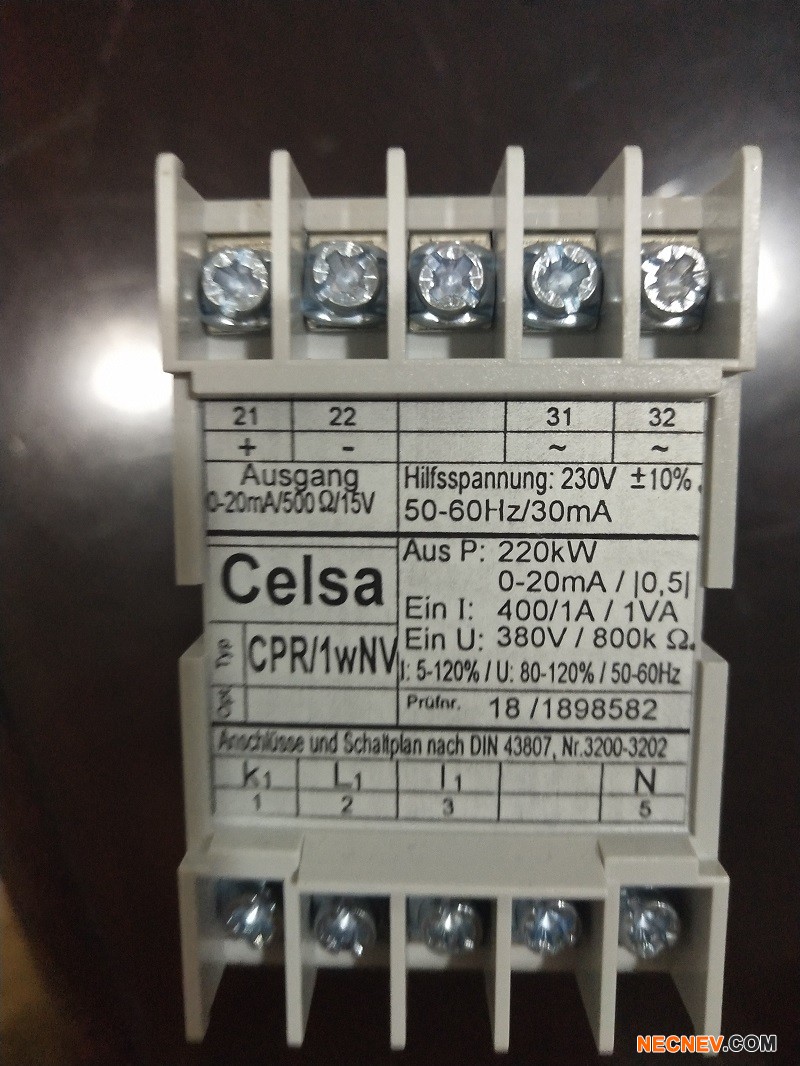 21 22 31 32
+ - ~ ~
Ausgang
0-20mA/500 Ω/15V
Hilfsspannung: 230V ±10%
50-60Hz/30mA
Celsa
Aus P: 220kW
0-20mA / |0,5|
Ein I: 400/1A / 1VA
Ein U: 380V / 800k Ω
I: 5-120% / U: 80-120% / 50-60Hz
Typ CPR/1wNV
Opt.
Prüfnr. 18 /1898582
Anschlüsse und Schaltplan nach DIN 43807, Nr.3200-3202
k1 L1 l1 N
1 2 3 5
NECNEV.COM